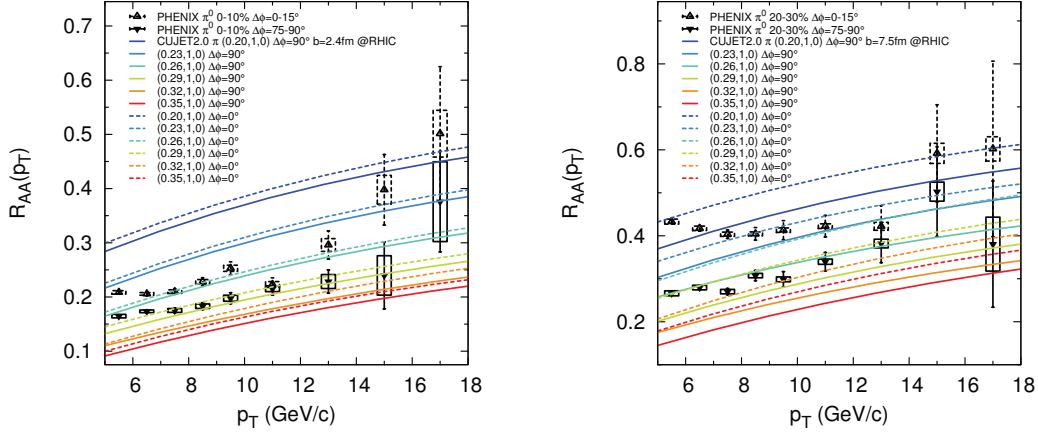 PHENIX π⁰ 0-10% Δϕ=0-15°
PHENIX π⁰ 0-10% Δϕ=75-90°
CUJET2.0 π (0.20,1,0) Δϕ=90° b=2.4fm @RHIC
(0.23,1,0) Δϕ=90°
(0.26,1,0) Δϕ=90°
(0.29,1,0) Δϕ=90°
(0.32,1,0) Δϕ=90°
(0.35,1,0) Δϕ=90°
(0.20,1,0) Δϕ=0°
(0.23,1,0) Δϕ=0°
(0.26,1,0) Δϕ=0°
(0.29,1,0) Δϕ=0°
(0.32,1,0) Δϕ=0°
(0.35,1,0) Δϕ=0°
R_AA(p_T)
0.7
0.6
0.5
0.4
0.3
0.2
0.1
6 8 10 12 14 16 18
p_T (GeV/c)
PHENIX π⁰ 20-30% Δϕ=0-15°
PHENIX π⁰ 20-30% Δϕ=75-90°
CUJET2.0 π (0.20,1,0) Δϕ=90° b=7.5fm @RHIC
(0.23,1,0) Δϕ=90°
(0.26,1,0) Δϕ=90°
(0.29,1,0) Δϕ=90°
(0.32,1,0) Δϕ=90°
(0.35,1,0) Δϕ=90°
(0.20,1,0) Δϕ=0°
(0.23,1,0) Δϕ=0°
(0.26,1,0) Δϕ=0°
(0.29,1,0) Δϕ=0°
(0.32,1,0) Δϕ=0°
(0.35,1,0) Δϕ=0°
R_AA(p_T)
0.8
0.6
0.4
0.2
6 8 10 12 14 16 18
p_T (GeV/c)